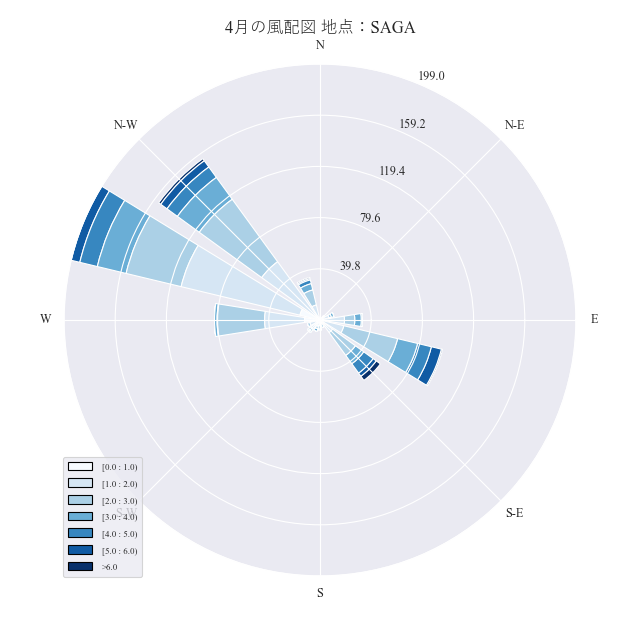 4月の風配図 地点：SAGA
N
199.0
N-W
N-E
159.2
119.4
79.6
39.8
W
E
[0.0 : 1.0)
[1.0 : 2.0)
[2.0 : 3.0)
S-W
S-E
[3.0 : 4.0)
[4.0 : 5.0)
[5.0 : 6.0)
>6.0
S